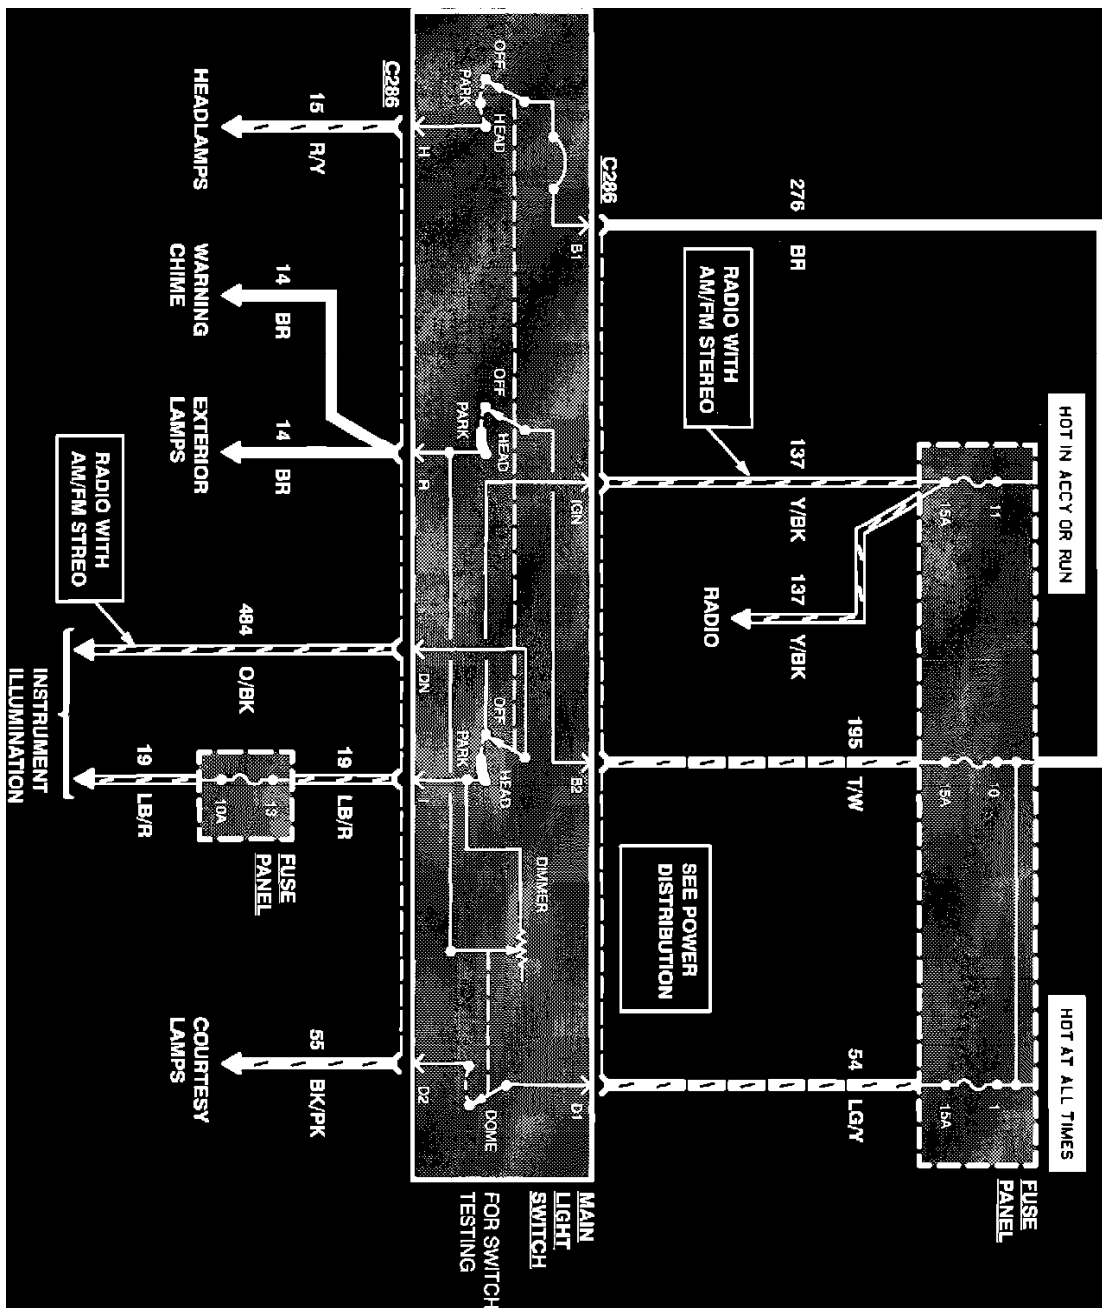 HOT IN ACCY OR RUN
HOT AT ALL TIMES
FUSE
PANEL
11
15A
10
15A
1
15A
276
BR
137
Y/BK
137
Y/BK
195
T/W
54
LG/Y
RADIO WITH
AM/FM STEREO
RADIO
SEE POWER
DISTRIBUTION
C286
B1
IGN
B2
D1
MAIN
LIGHT
SWITCH
FOR SWITCH
TESTING
OFF
PARK
HEAD
OFF
PARK
HEAD
OFF
PARK
HEAD
DIMMER
DOME
H
R
DN
I
D2
C286
15
R/Y
14
BR
14
BR
484
O/BK
19
LB/R
55
BK/PK
FUSE
PANEL
13
10A
19
LB/R
HEADLAMPS
WARNING
CHIME
EXTERIOR
LAMPS
COURTESY
LAMPS
RADIO WITH
AM/FM STREO
INSTRUMENT
ILLUMINATION